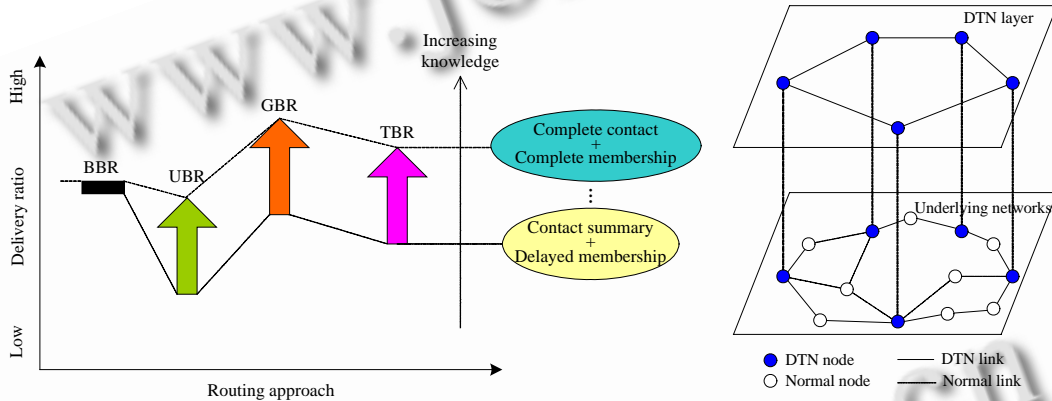 High
Delivery ratio
Low
BBR
UBR
GBR
TBR
Increasing
knowledge
Complete contact
+
Complete membership
⋮
Contact summary
+
Delayed membership
Routing approach
DTN layer
Underlying networks
DTN node
DTN link
Normal node
Normal link